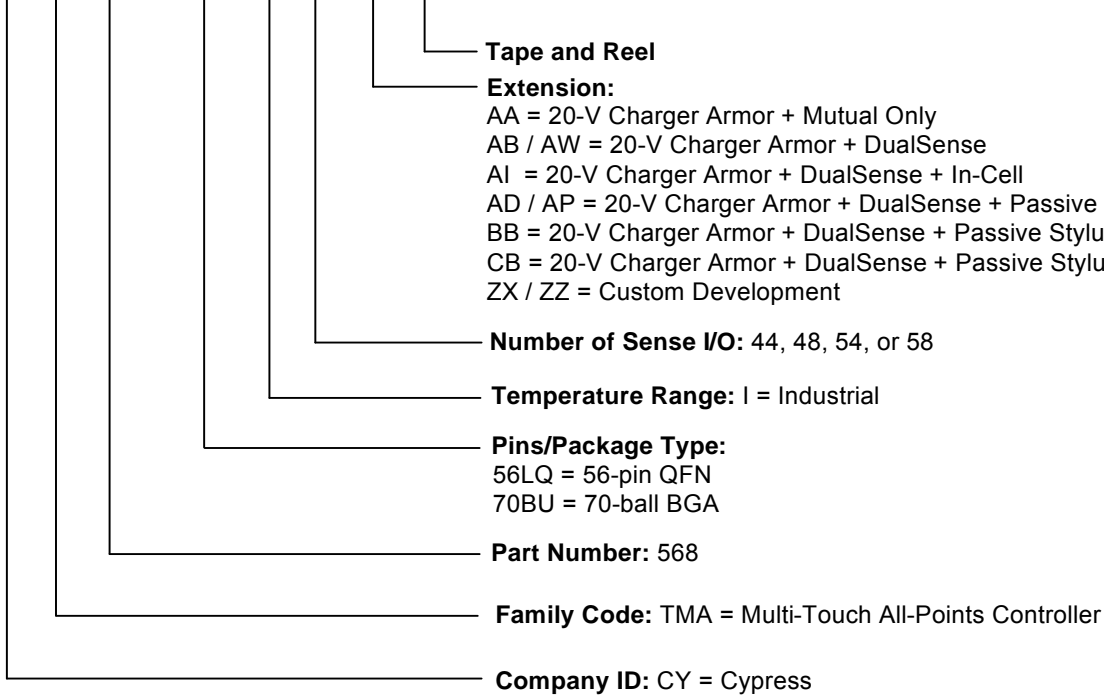 Tape and Reel
Extension:
AA = 20-V Charger Armor + Mutual Only
AB / AW = 20-V Charger Armor + DualSense
AI = 20-V Charger Armor + DualSense + In-Cell
AD / AP = 20-V Charger Armor + DualSense + Passive
BB = 20-V Charger Armor + DualSense + Passive Stylu
CB = 20-V Charger Armor + DualSense + Passive Stylu
ZX / ZZ = Custom Development
Number of Sense I/O: 44, 48, 54, or 58
Temperature Range: I = Industrial
Pins/Package Type:
56LQ = 56-pin QFN
70BU = 70-ball BGA
Part Number: 568
Family Code: TMA = Multi-Touch All-Points Controller
Company ID: CY = Cypress